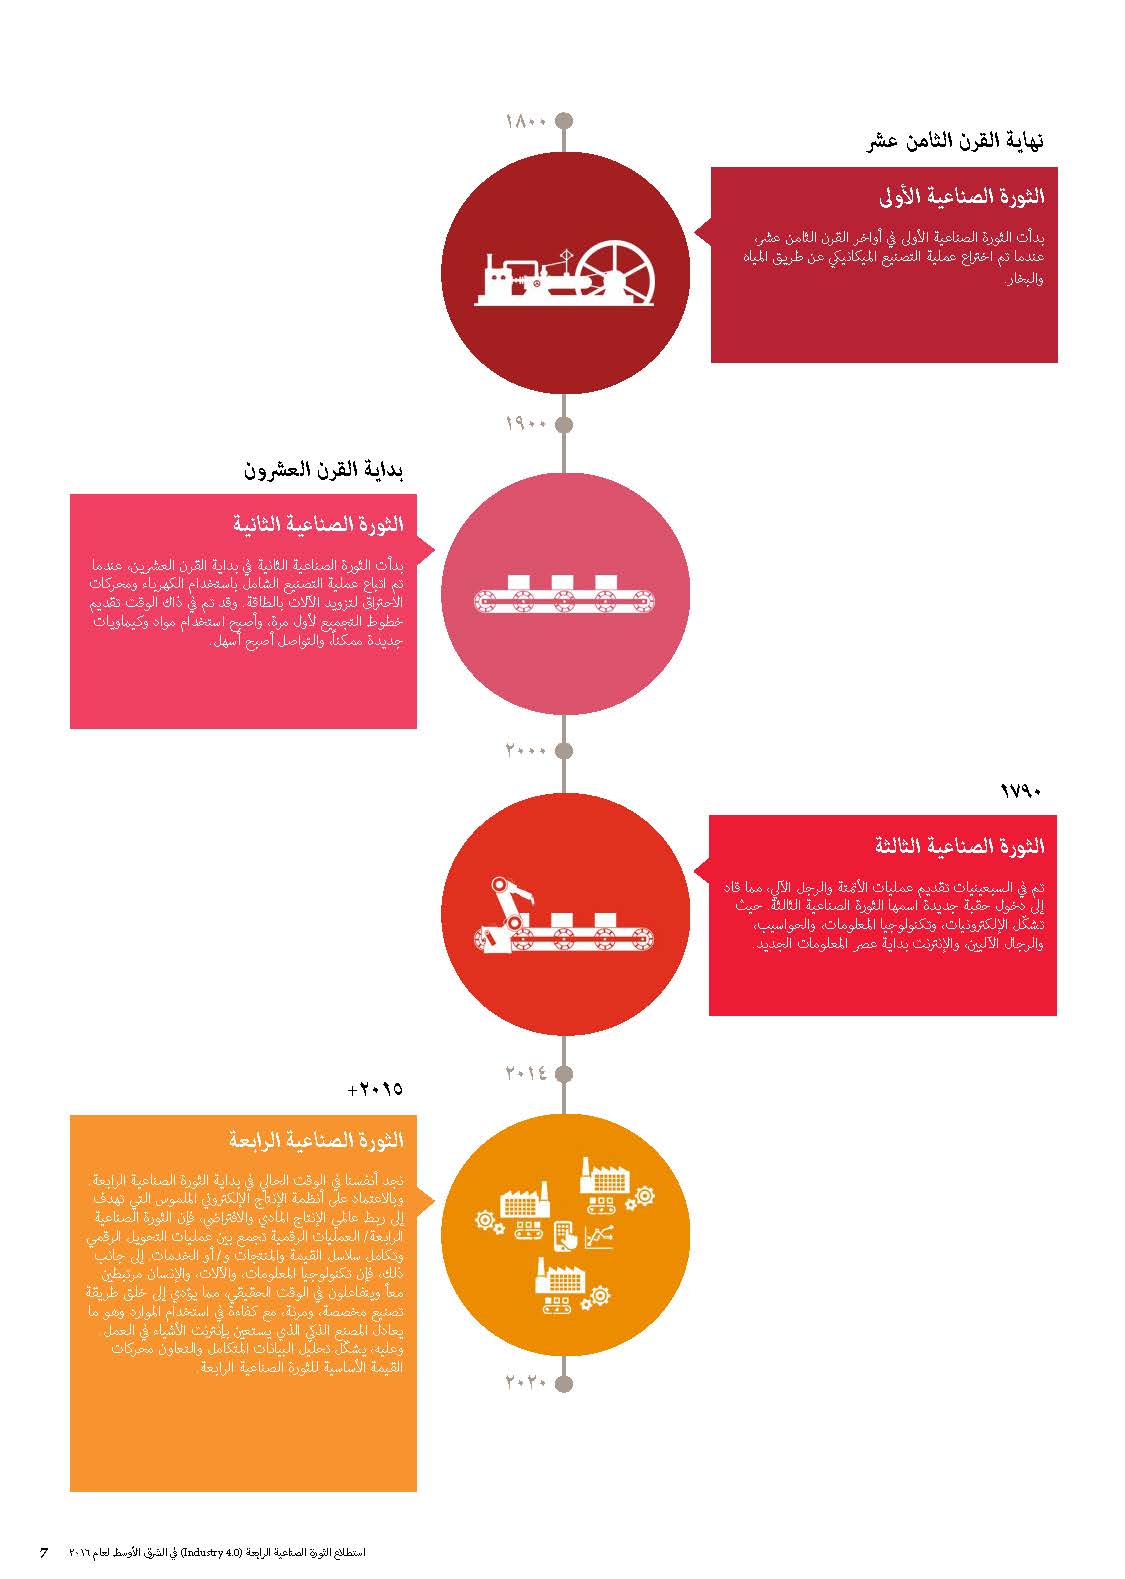 ١٨٠٠
نهاية القرن الثامن عشر
الثورة الصناعية الأولى
بدأت الثورة الصناعية الأولى في أواخر القرن الثامن عشر،
عندما تم اختراع عملية التصنيع الميكانيكي عن طريق المياه
والبخار.
١٩٠٠
بداية القرن العشرون
الثورة الصناعية الثانية
بدأت الثورة الصناعية الثانية في بداية القرن العشرين، عندما
تم اتباع عملية التصنيع الشامل باستخدام الكهرباء ومحركات
الاحتراق لتزويد الآلات بالطاقة. وقد تم في ذاك الوقت تقديم
خطوط التجميع لأول مرة، وأصبح استخدام مواد وكيماويات
جديدة ممكناً، والتواصل أصبح أسهل.
٢٠٠٠
١٧٩٠
الثورة الصناعية الثالثة
تم في السبعينيات تقديم عمليات الأتمتة والرجل الآلي، مما قاد
إلى دخول حقبة جديدة اسمها الثورة الصناعية الثالثة. حيث
تشكّل الإلكترونيات، وتكنولوجيا المعلومات، والحواسيب،
والرجال الآليين، والإنترنت بداية عصر المعلومات الجديد.
٢٠١٤
٢٠١٥+
الثورة الصناعية الرابعة
نجد أنفسنا في الوقت الحالي في بداية الثورة الصناعية الرابعة.
وبالاعتماد على أنظمة الإنتاج الإلكتروني الملموس التي تهدف
إلى ربط عالمي الإنتاج المادي والافتراضي، فإن الثورة الصناعية
الرابعة/ العمليات الرقمية تجمع بين عمليات التحويل الرقمي
وتكامل سلاسل القيمة والمنتجات و/ أو الخدمات. إلى جانب
ذلك، فإن تكنولوجيا المعلومات، والآلات، والإنسان مرتبطين
معاً ويتفاعلون في الوقت الحقيقي، مما يؤدي إلى خلق طريقة
تصنيع مخصصة، ومرنة، مع كفاءة في استخدام الموارد وهو ما
يعادل المصنع الذكي الذي يستعين بإنترنت الأشياء في العمل.
وعليه، يشكّل تحليل البيانات المتكامل والتعاون محركات
القيمة الأساسية للثورة الصناعية الرابعة.
٢٠٢٠
استطلاع الثورة الصناعية الرابعة (Industry 4.0) في الشرق الأوسط لعام ٢٠١٦ 7